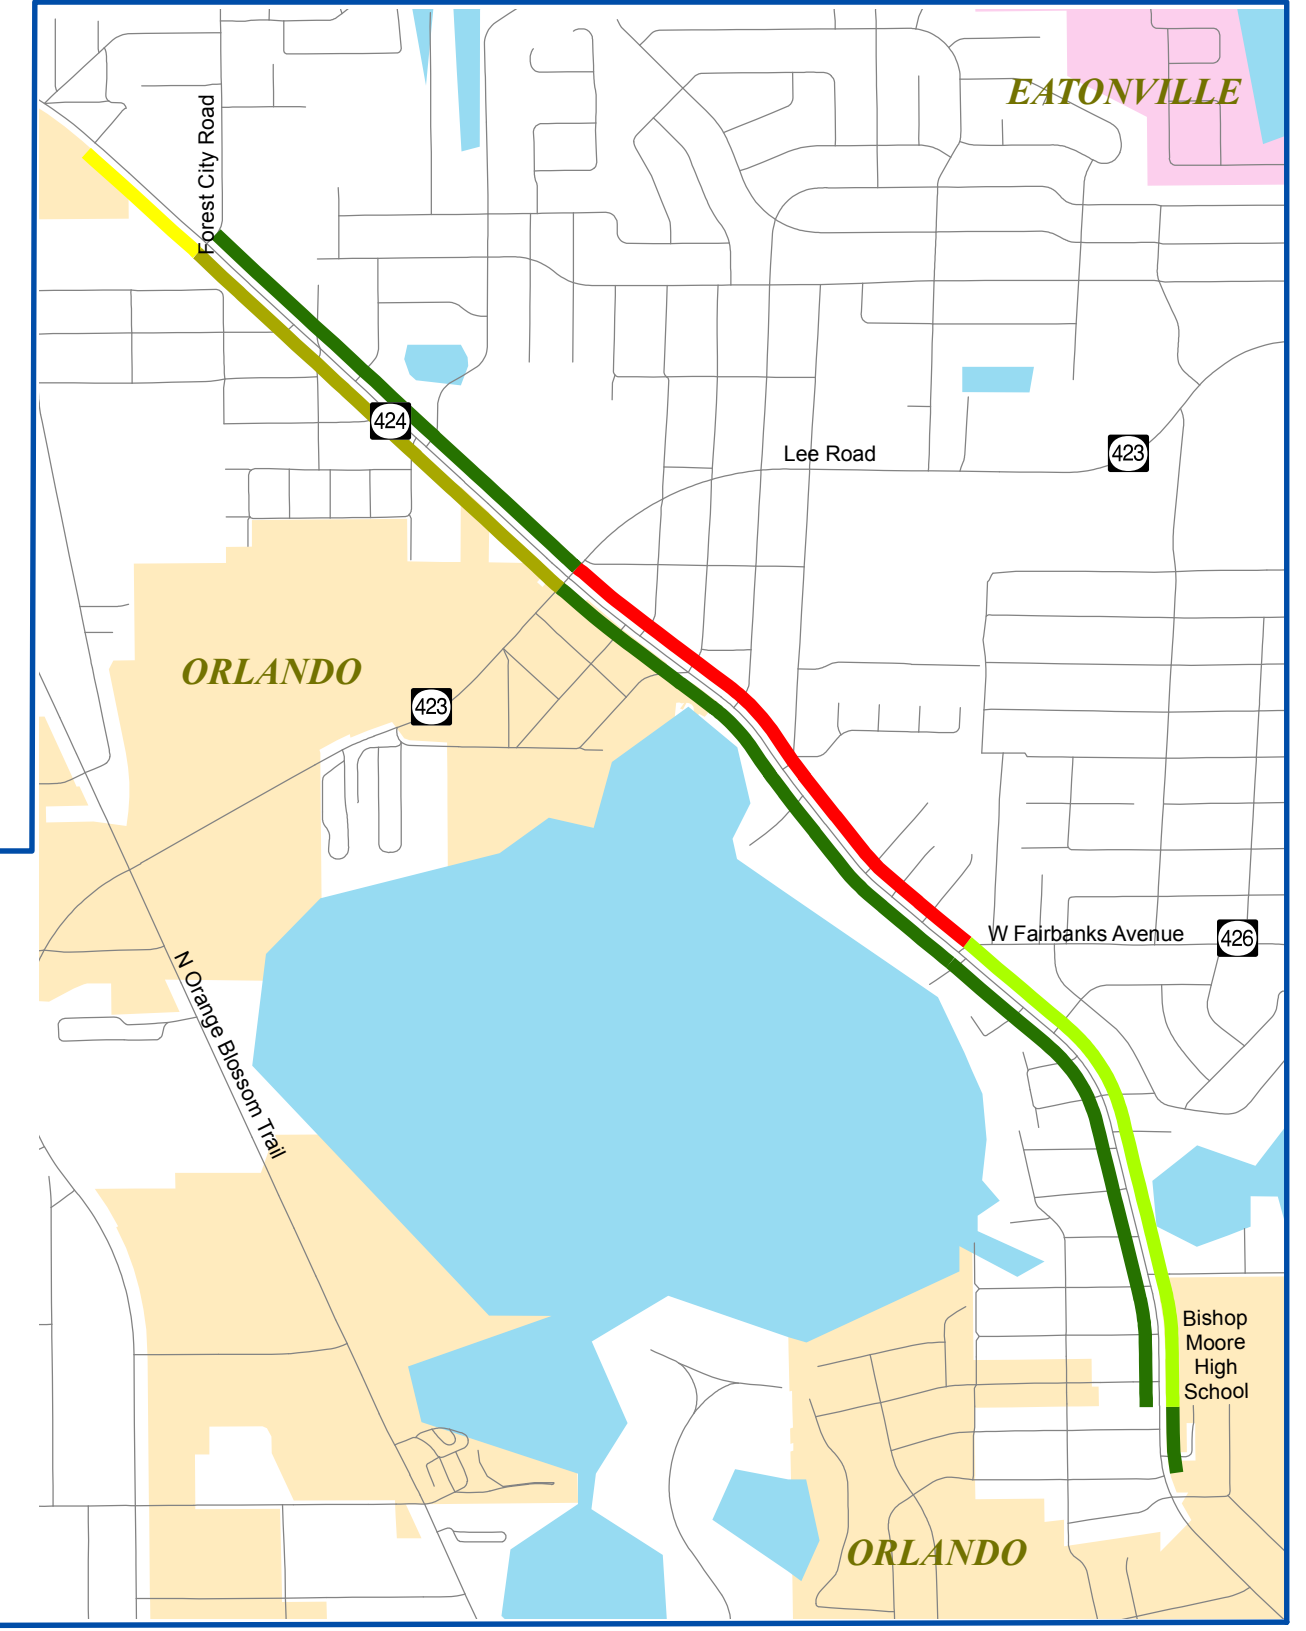 EATONVILLE
Forest City Road
424
Lee Road
423
ORLANDO
423
W Fairbanks Avenue
426
N Orange Blossom Trail
Bishop
Moore
High
School
ORLANDO